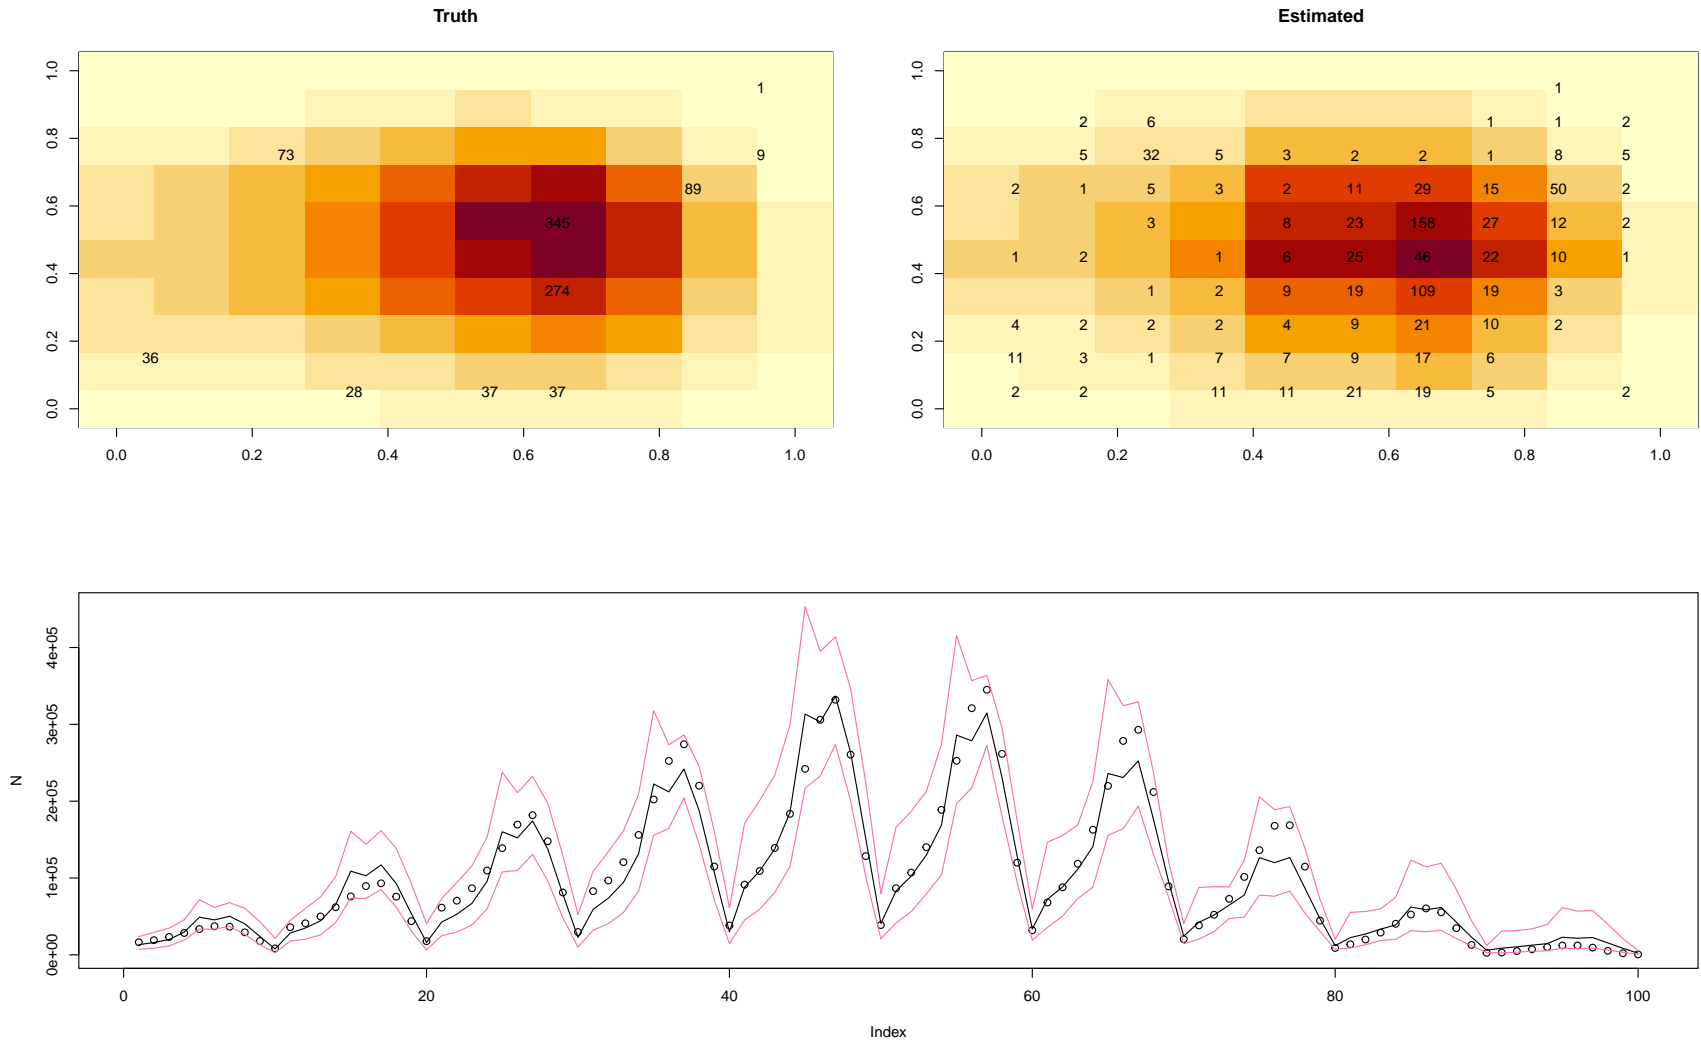 Truth Estimated
1.0 1.0
1 1
0.8 2 6 1 1 2 0.8
73 9 5 32 5 3 2 2 1 8 5
89 2 1 5 3 2 11 29 15 50 2
0.6 0.6
345 3 8 23 158 27 12 2
1 2 1 6 25 46 22 10 1
0.4 0.4
274 1 2 9 19 109 19 3
4 2 2 2 4 9 21 10 2
0.2 0.2
36 11 3 1 7 7 9 17 6
28 37 37 2 2 11 11 21 19 5 2
0.0 0.0
0.0 0.2 0.4 0.6 0.8 1.0 0.0 0.2 0.4 0.6 0.8 1.0
4e+05
3e+05
N
2e+05
1e+05
0e+00
0 20 40 60 80 100
Index